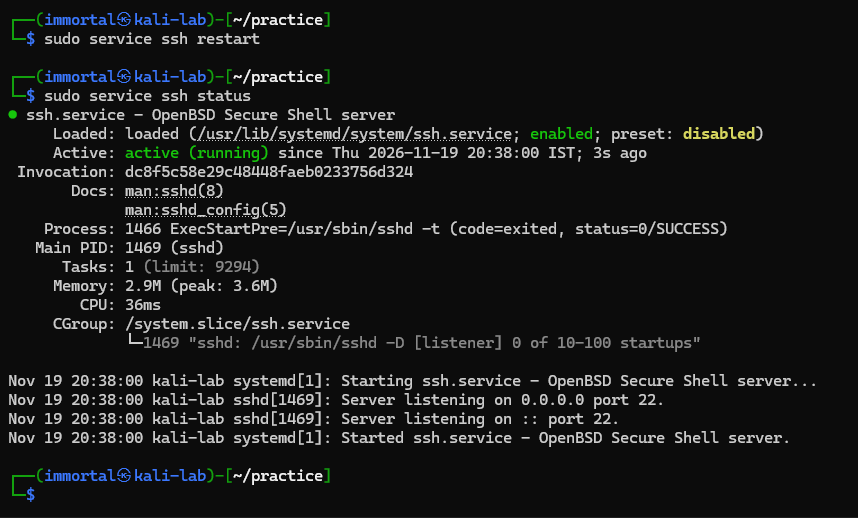 ┌──(immortal㉿kali-lab)-[~/practice]
└─$ sudo service ssh restart
┌──(immortal㉿kali-lab)-[~/practice]
└─$ sudo service ssh status
● ssh.service - OpenBSD Secure Shell server
Loaded: loaded (/usr/lib/systemd/system/ssh.service; enabled; preset: disabled)
Active: active (running) since Thu 2026-11-19 20:38:00 IST; 3s ago
Invocation: dc8f5c58e29c48448faeb0233756d324
Docs: man:sshd(8)
man:sshd_config(5)
Process: 1466 ExecStartPre=/usr/sbin/sshd -t (code=exited, status=0/SUCCESS)
Main PID: 1469 (sshd)
Tasks: 1 (limit: 9294)
Memory: 2.9M (peak: 3.6M)
CPU: 36ms
CGroup: /system.slice/ssh.service
└─1469 "sshd: /usr/sbin/sshd -D [listener] 0 of 10-100 startups"
Nov 19 20:38:00 kali-lab systemd[1]: Starting ssh.service - OpenBSD Secure Shell server...
Nov 19 20:38:00 kali-lab sshd[1469]: Server listening on 0.0.0.0 port 22.
Nov 19 20:38:00 kali-lab sshd[1469]: Server listening on :: port 22.
Nov 19 20:38:00 kali-lab systemd[1]: Started ssh.service - OpenBSD Secure Shell server.
┌──(immortal㉿kali-lab)-[~/practice]
└─$